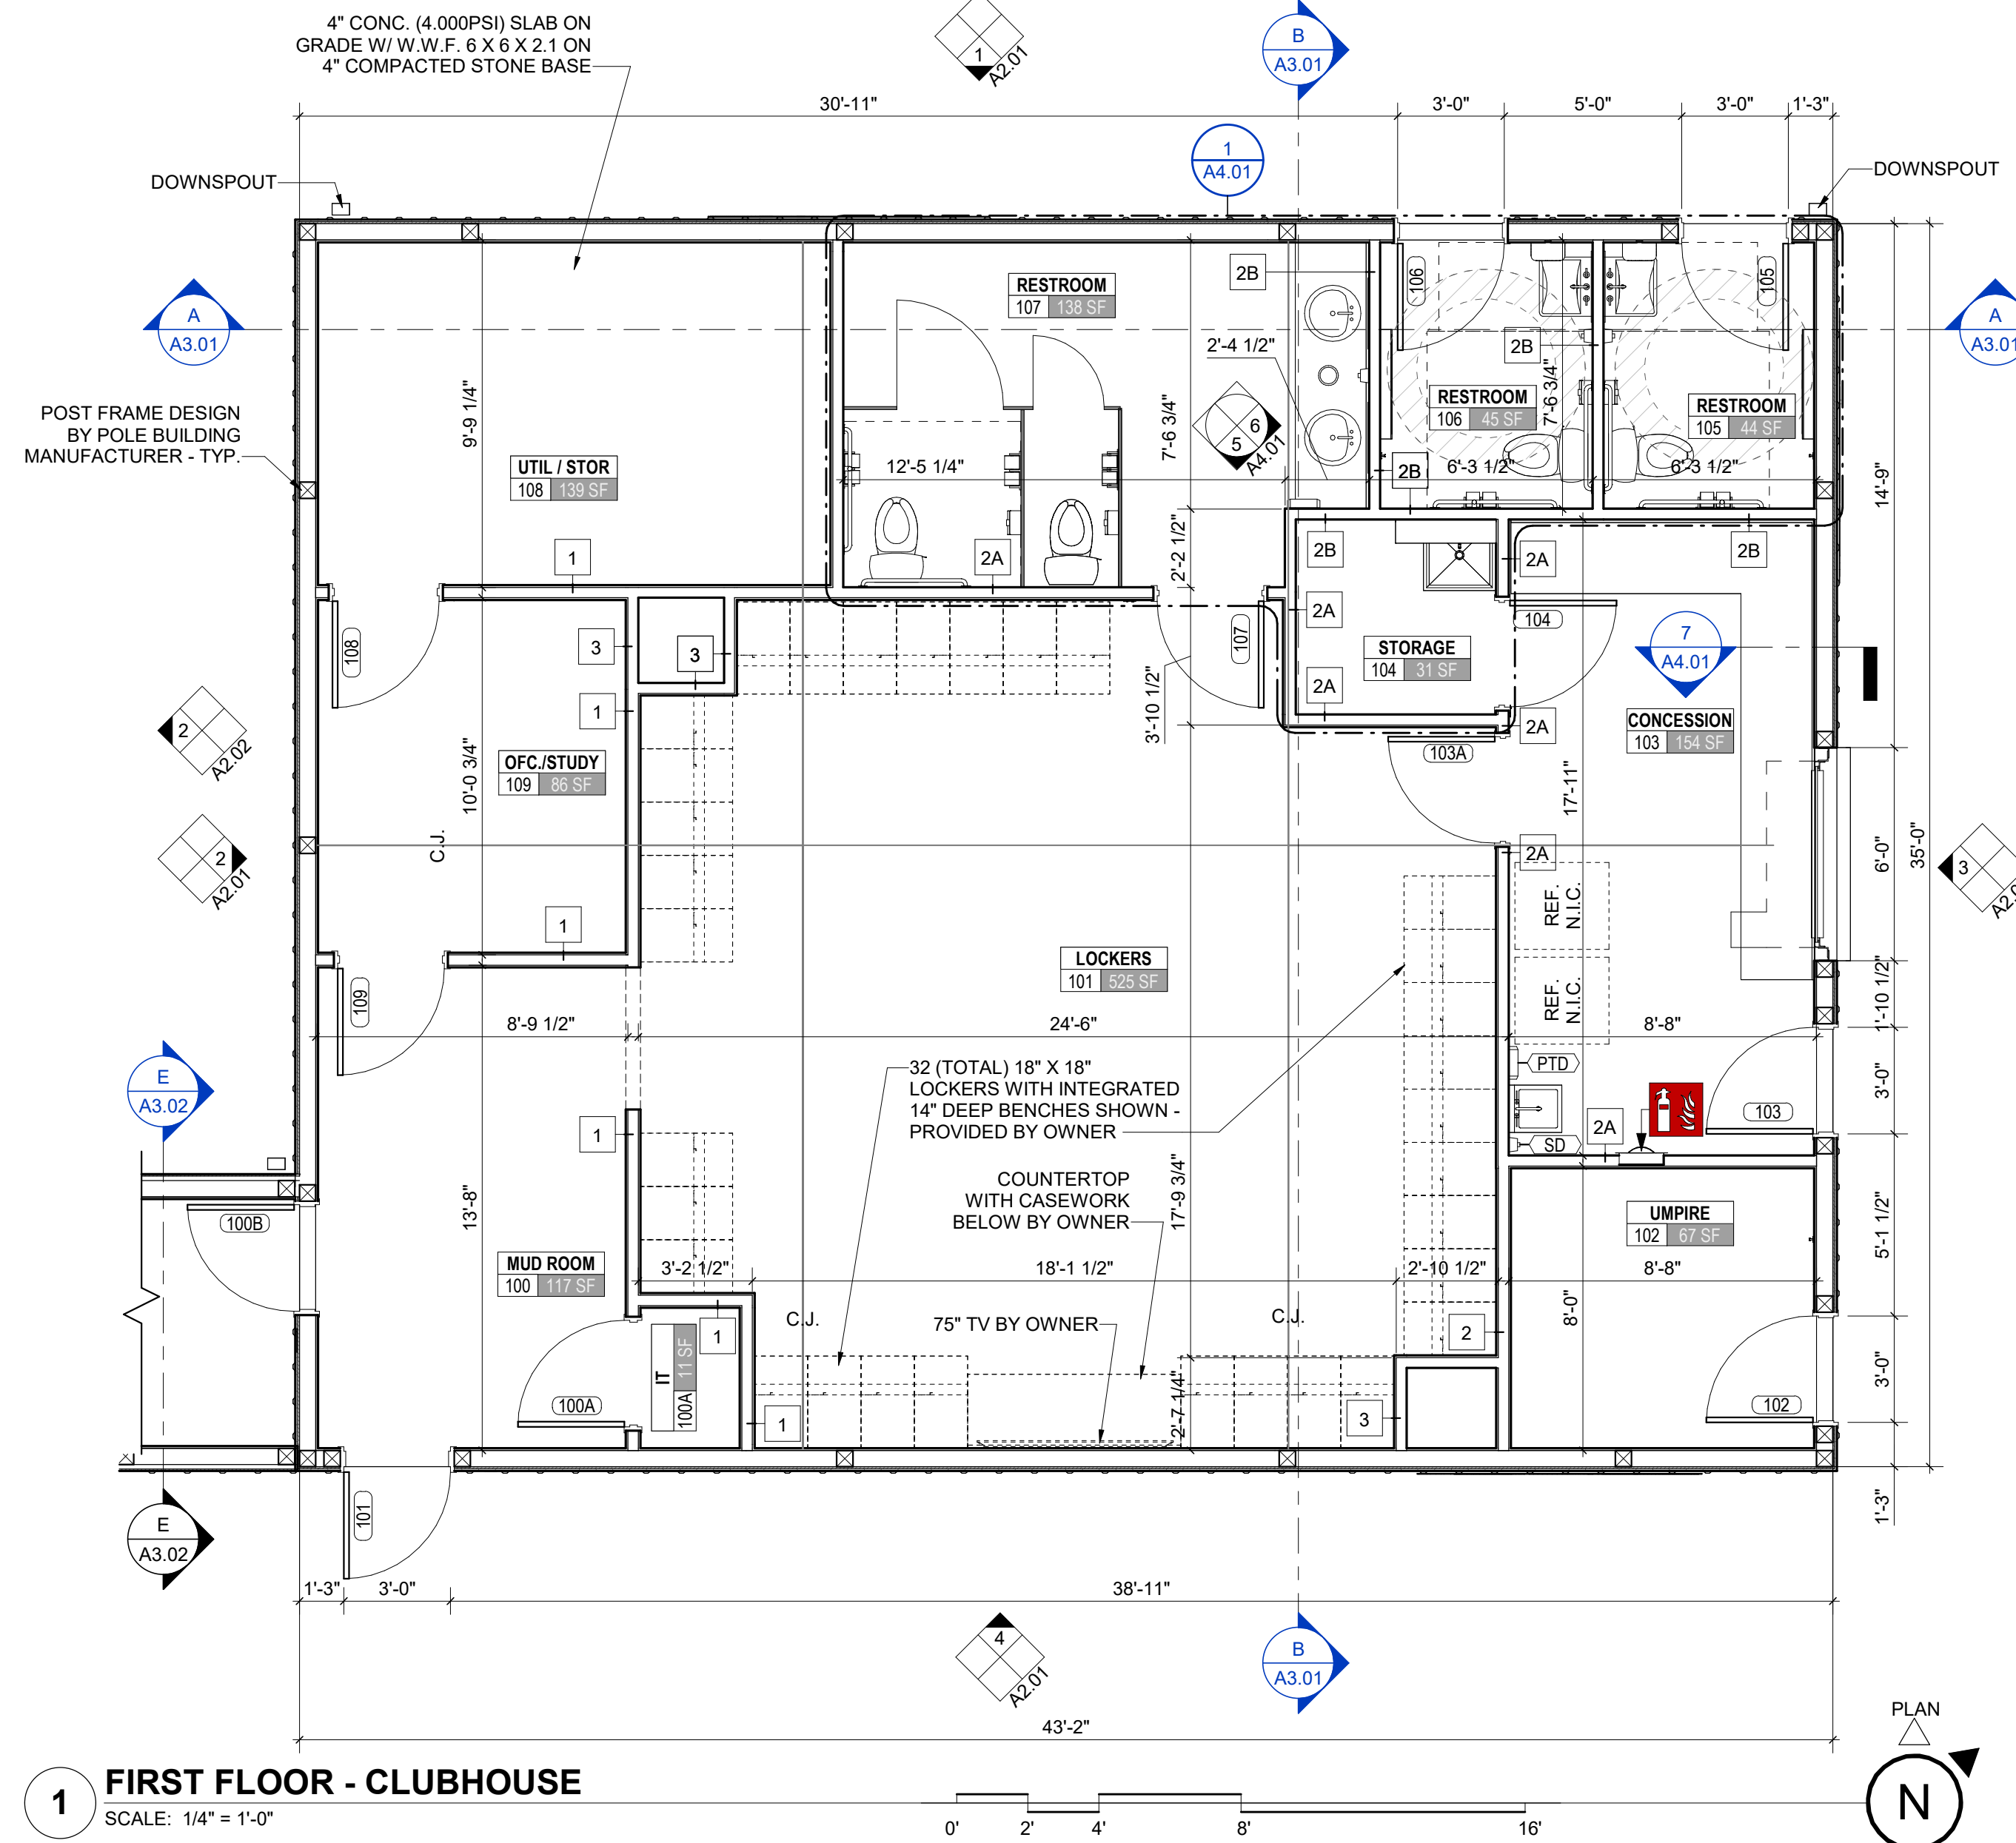 4" CONC. (4.000PSI) SLAB ON
GRADE W/ W.W.F. 6 X 6 X 2.1 ON
4" COMPACTED STONE BASE
1
A2.01
B
A3.01
30'-11"
3'-0"
5'-0"
3'-0"
1'-3"
1
A4.01
DOWNSPOUT
DOWNSPOUT
A
A3.01
A
A3.01
RESTROOM
107 138 SF
2B
106
105
2'-4 1/2"
2B
POST FRAME DESIGN
BY POLE BUILDING
MANUFACTURER - TYP.
9'-9 1/4"
7'-6 3/4"
6
5
A4.01
RESTROOM
106 45 SF
7'-6 3/4"
RESTROOM
105 44 SF
UTIL / STOR
108 139 SF
12'-5 1/4"
2B
6'-3 1/2"
6'-3 1/2"
14'-9"
1
2A
2'-2 1/2"
2B
2A
2B
108
3
3
107
2A
104
7
A4.01
STORAGE
104 31 SF
1
3'-10 1/2"
2A
2A
CONCESSION
103 154 SF
2
A2.02
OFC./STUDY
109 86 SF
10'-0 3/4"
103A
17'-11"
C.J.
2
A2.01
2A
6'-0"
35'-0"
3
REF.
N.I.C.
1
LOCKERS
101 525 SF
109
REF.
N.I.C.
1'-10 1/2"
8'-9 1/2"
24'-6"
8'-8"
E
A3.02
32 (TOTAL) 18" X 18"
LOCKERS WITH INTEGRATED
14" DEEP BENCHES SHOWN -
PROVIDED BY OWNER
PTD
3'-0"
103
1
2A
SD
COUNTERTOP
WITH CASEWORK
BELOW BY OWNER
17'-9 3/4"
13'-8"
100B
UMPIRE
102 67 SF
5'-1 1/2"
MUD ROOM
100 117 SF
3'-2 1/2"
18'-1 1/2"
2'-10 1/2"
8'-8"
C.J.
75" TV BY OWNER
C.J.
8'-0"
1
2
IT
100A 11 SF
3'-0"
100A
1
2'-7 1/4"
3
102
101
1'-3"
E
A3.02
1'-3"
3'-0"
38'-11"
4
A2.01
B
A3.01
43'-2"
PLAN
N
1
FIRST FLOOR - CLUBHOUSE
SCALE: 1/4" = 1'-0"
0'
2'
4'
8'
16'